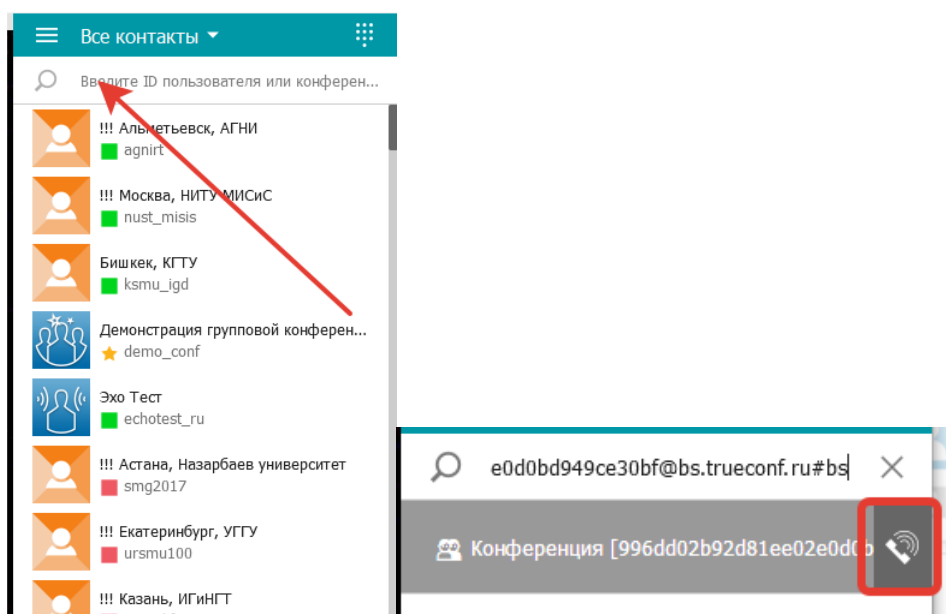 Все контакты
Введите ID пользователя или конферен...
!!! Альметьевск, АГНИ
agnirt
!!! Москва, НИТУ МИСиС
nust_misis
Бишкек, КГТУ
ksmu_igd
Демонстрация групповой конферен...
demo_conf
Эхо Тест
echotest_ru
!!! Астана, Назарбаев университет
smg2017
!!! Екатеринбург, УГГУ
ursmu100
!!! Казань, ИГиНГТ
e0d0bd949ce30bf@bs.trueconf.ru#bs
Конференция [996dd02b92d81ee02e0d0b